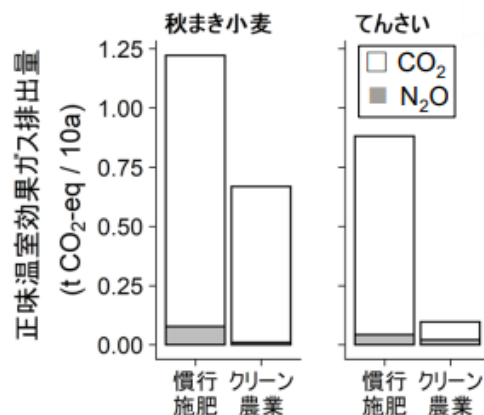 秋まき小麦
てんさい
正味温室効果ガス排出量
(t CO₂-eq / 10a)
1.25
1.00
0.75
0.50
0.25
0.00
CO₂
N₂O
慣行
施肥
クリーン
農業
慣行
施肥
クリーン
農業